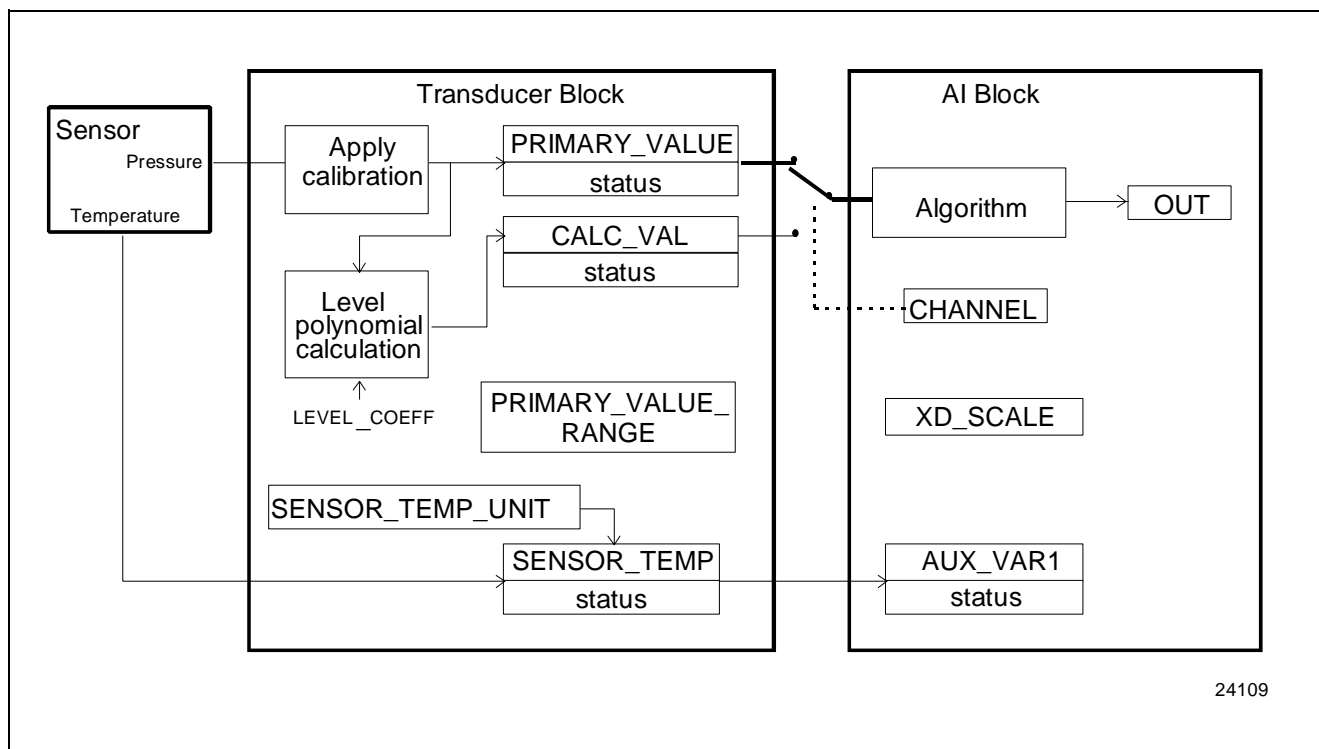 Transducer Block
AI Block
Sensor
Pressure
Temperature
Apply
calibration
PRIMARY_VALUE
status
CALC_VAL
status
Algorithm
OUT
CHANNEL
Level
polynomial
calculation
LEVEL_COEFF
PRIMARY_VALUE_
RANGE
XD_SCALE
SENSOR_TEMP_UNIT
SENSOR_TEMP
status
AUX_VAR1
status
24109